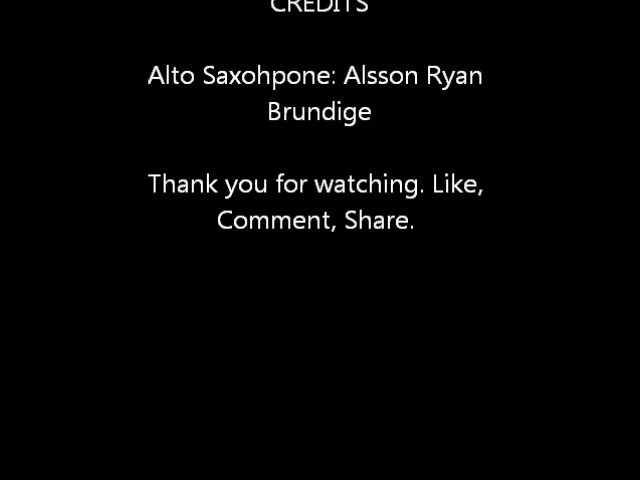 CREDITS
Alto Saxohpone: Alsson Ryan
Brundige
Thank you for watching. Like,
Comment, Share.